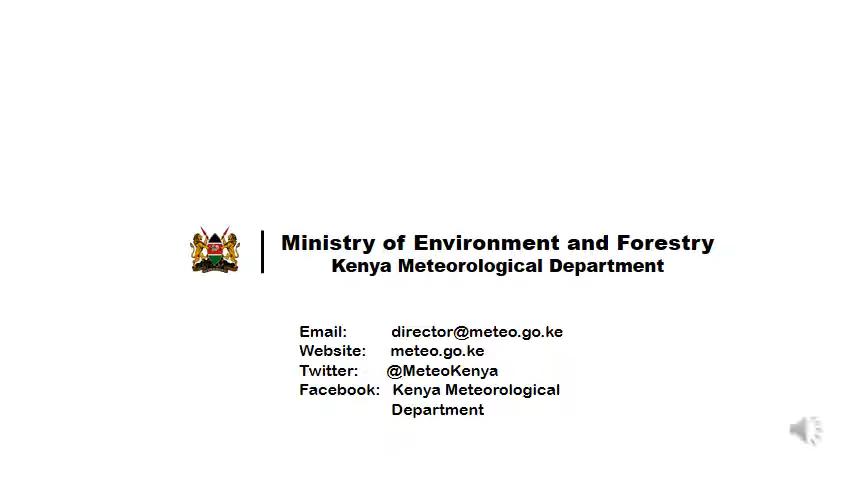 Ministry of Environment and Forestry
Kenya Meteorological Department
Email: director@meteo.go.ke
Website: meteo.go.ke
Twitter: @MeteoKenya
Facebook: Kenya Meteorological
Department